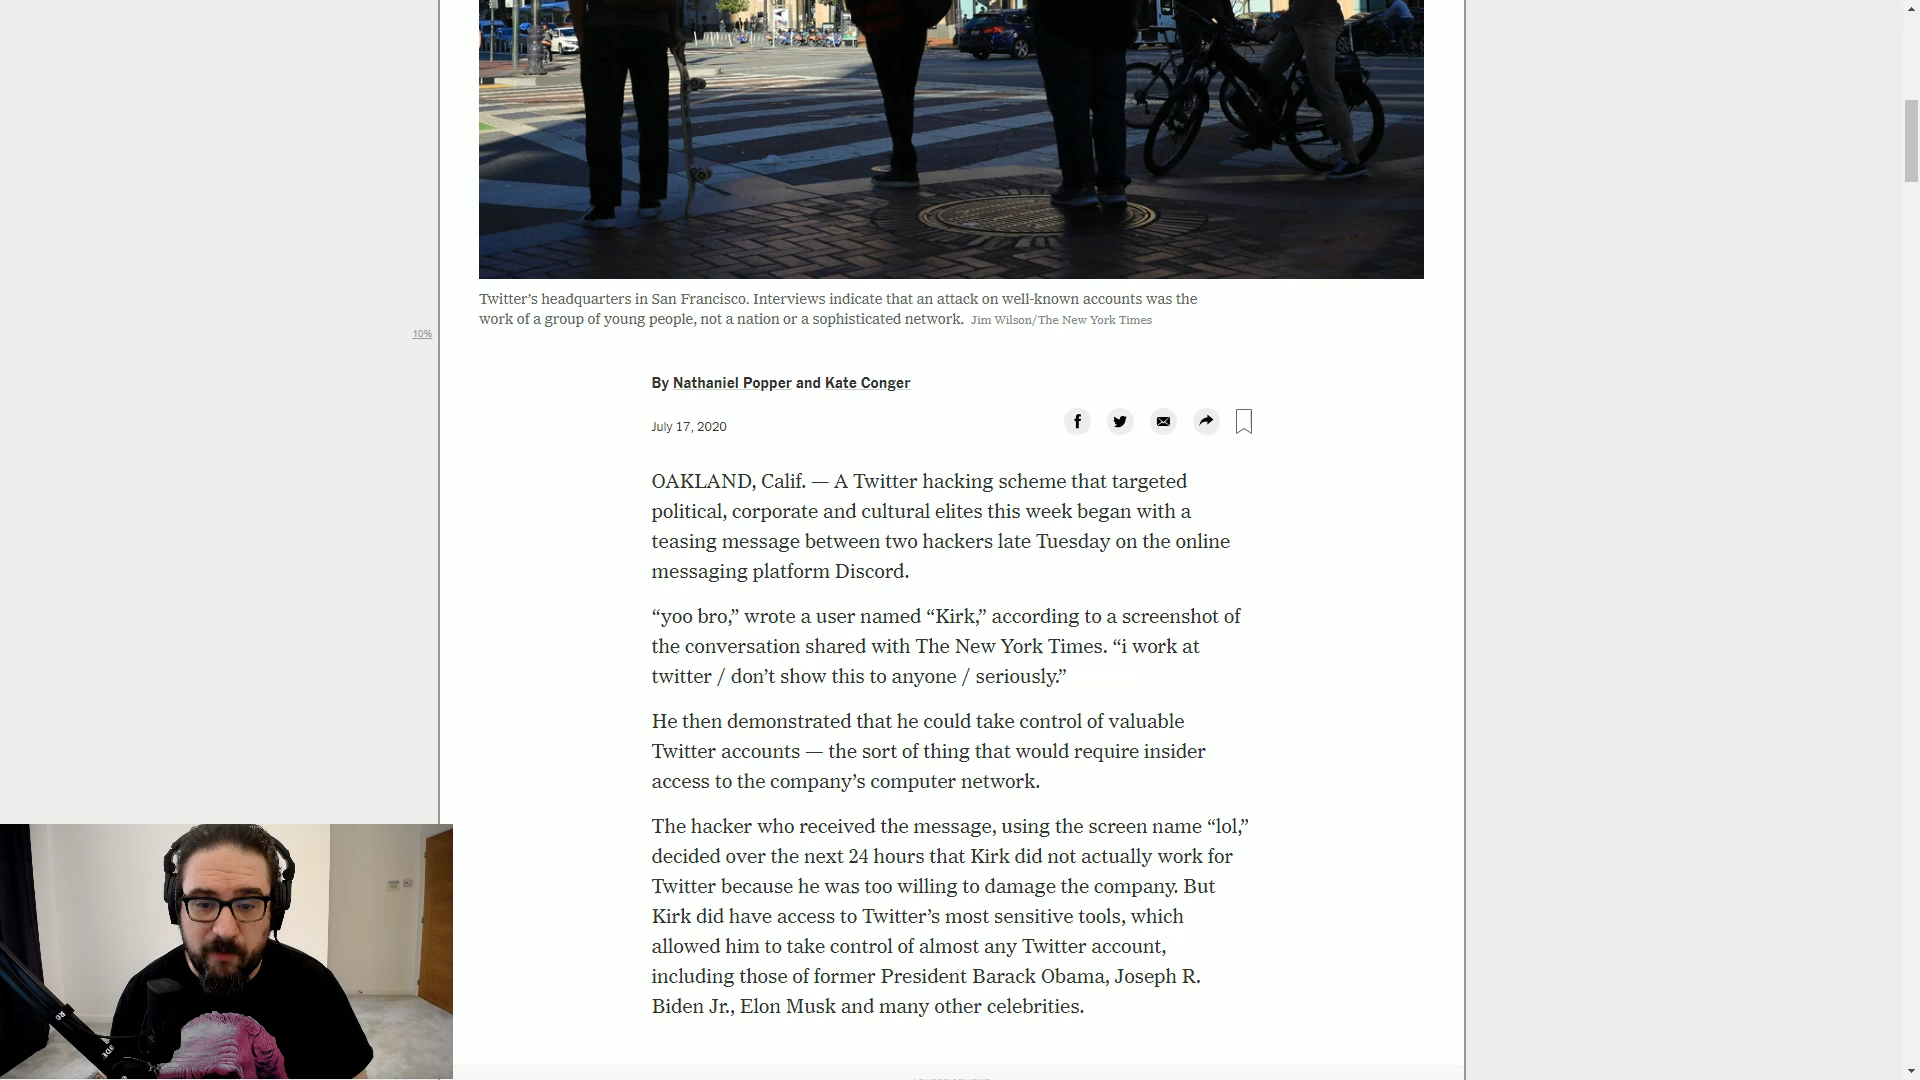 Twitter’s headquarters in San Francisco. Interviews indicate that an attack on well-known accounts was the
work of a group of young people, not a nation or a sophisticated network. Jim Wilson/The New York Times
10%
By Nathaniel Popper and Kate Conger
July 17, 2020
OAKLAND, Calif. — A Twitter hacking scheme that targeted
political, corporate and cultural elites this week began with a
teasing message between two hackers late Tuesday on the online
messaging platform Discord.
“yoo bro,” wrote a user named “Kirk,” according to a screenshot of
the conversation shared with The New York Times. “i work at
twitter / don’t show this to anyone / seriously.”
He then demonstrated that he could take control of valuable
Twitter accounts — the sort of thing that would require insider
access to the company’s computer network.
The hacker who received the message, using the screen name “lol,”
decided over the next 24 hours that Kirk did not actually work for
Twitter because he was too willing to damage the company. But
Kirk did have access to Twitter’s most sensitive tools, which
allowed him to take control of almost any Twitter account,
including those of former President Barack Obama, Joseph R.
Biden Jr., Elon Musk and many other celebrities.